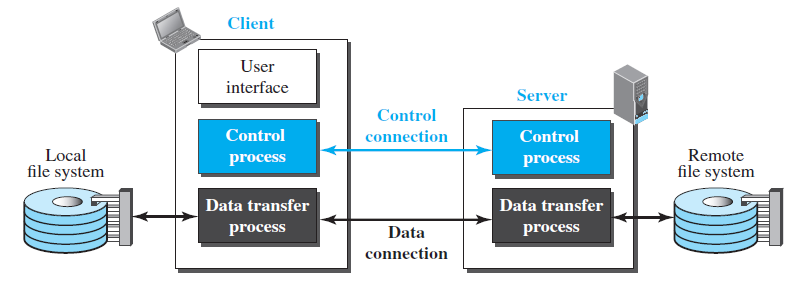 Client
User
interface
Control
process
Data transfer
process
Local
file system
Control
connection
Data
connection
Server
Control
process
Data transfer
process
Remote
file system